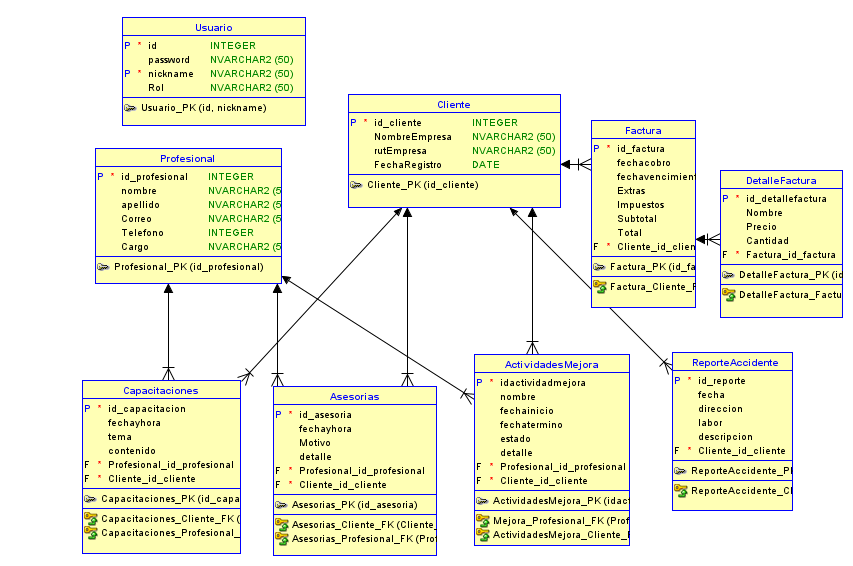 Usuario
P * id INTEGER
password NVARCHAR2 (50)
P * nickname NVARCHAR2 (50)
Rol NVARCHAR2 (50)
Usuario_PK (id, nickname)
Cliente
P * id_cliente INTEGER
NombreEmpresa NVARCHAR2 (50)
rutEmpresa NVARCHAR2 (50)
FechaRegistro DATE
Cliente_PK (id_cliente)
Factura
P * id_factura
fechacobro
fechavencimien
Extras
Impuestos
Subtotal
Total
F * Cliente_id_clien
Factura_PK (id_fa
Factura_Cliente_F
Profesional
P * id_profesional INTEGER
nombre NVARCHAR2 (5
apellido NVARCHAR2 (5
Correo NVARCHAR2 (5
Telefono INTEGER
Cargo NVARCHAR2 (5
Profesional_PK (id_profesional)
DetalleFactura
P * id_detallefactura
Nombre
Precio
Cantidad
F * Factura_id_factura
DetalleFactura_PK (id
DetalleFactura_Factu
Capacitaciones
P * id_capacitacion
fechayhora
tema
contenido
F * Profesional_id_profesional
F * Cliente_id_cliente
Capacitaciones_PK (id_capa
Capacitaciones_Cliente_FK (
Capacitaciones_Profesional_
Asesorias
P * id_asesoria
fechayhora
Motivo
detalle
F * Profesional_id_profesional
F * Cliente_id_cliente
Asesorias_PK (id_asesoria)
Asesorias_Cliente_FK (Cliente_
Asesorias_Profesional_FK (Pro
ActividadesMejora
P * idactividadmejora
nombre
fechainicio
fechatermino
estado
detalle
F * Profesional_id_profesional
F * Cliente_id_cliente
ActividadesMejora_PK (idac
Mejora_Profesional_FK (Prof
ActividadesMejora_Cliente_F
ReporteAccidente
P * id_reporte
fecha
direccion
labor
descripcion
F * Cliente_id_cliente
ReporteAccidente_P
ReporteAccidente_Cl